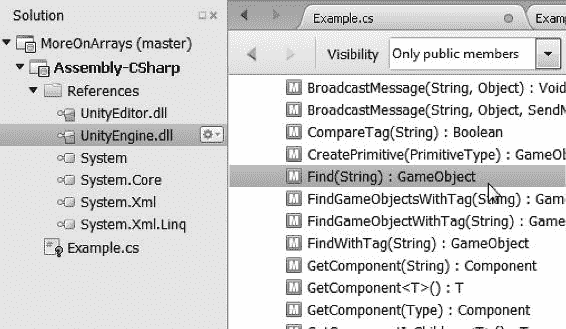 Solution
MoreOnArrays (master)
Assembly-CSharp
References
UnityEditor.dll
UnityEngine.dll
System
System.Core
System.Xml
System.Xml.Linq
Example.cs
Example.cs
Exam
Visibility
Only public members
BroadcastMessage(String, Object) : Void
BroadcastMessage(String, Object, SendM
CompareTag(String) : Boolean
CreatePrimitive(PrimitiveType) : GameOb
Find(String) : GameObject
FindGameObjectsWithTag(String) : Game
FindGameObjectWithTag(String) : Game
FindWithTag(String) : GameObject
GetComponent(String) : Component
GetComponent<T>() : T
GetComponent(Type) : Component